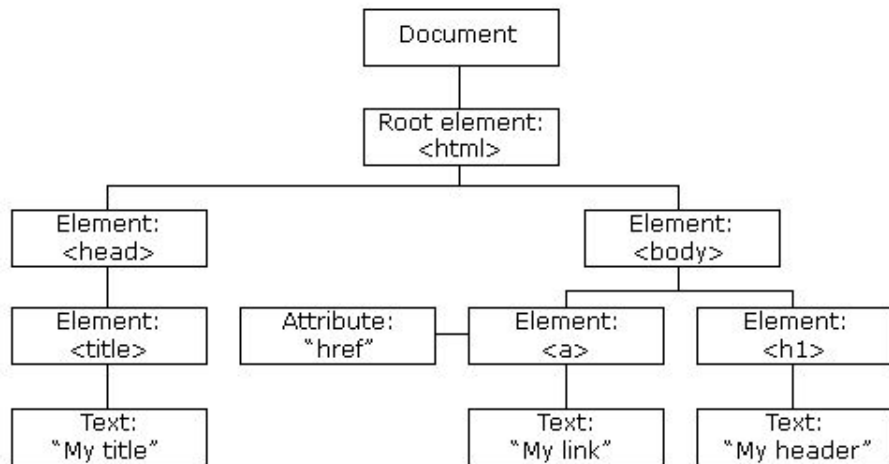 Document
Root element:
<html>
Element:
<head>
Element:
<body>
Element:
<title>
Attribute:
“href”
Element:
<a>
Element:
<h1>
Text:
“My title”
Text:
“My link”
Text:
“My header”